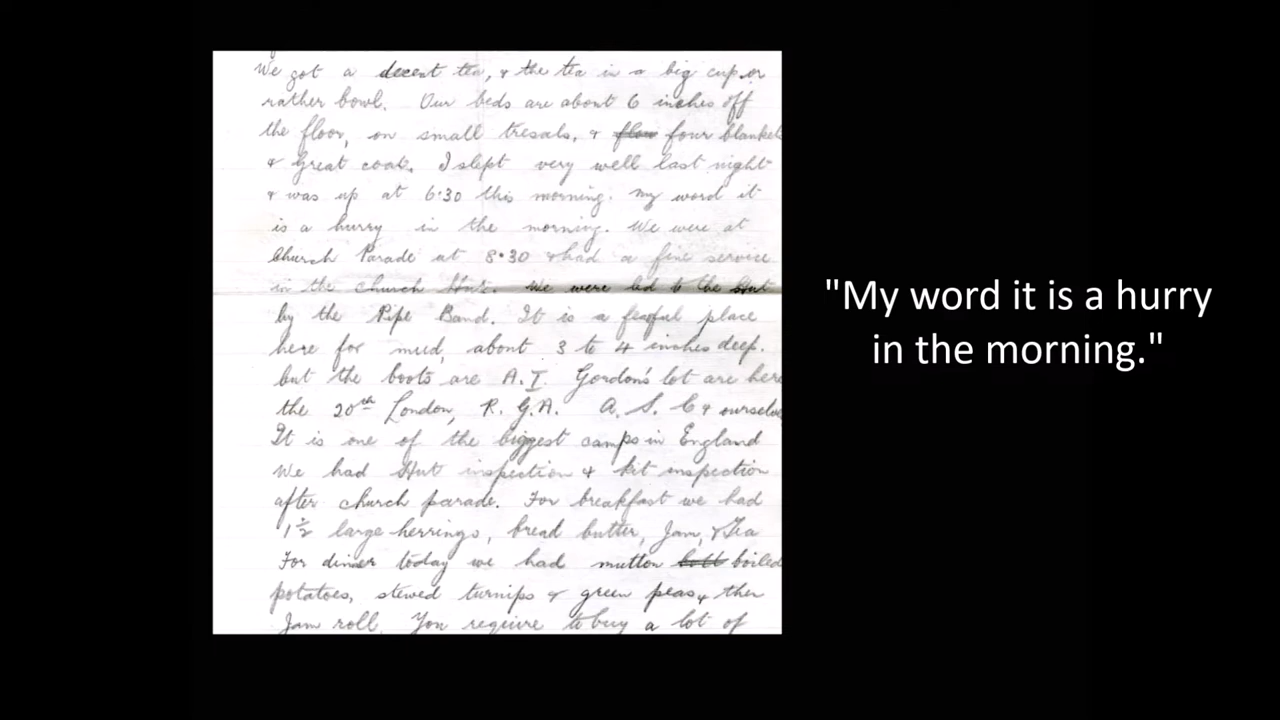 We got a decent tea, & the tea in a big cup or
rather bowl. Our beds are about 6 inches off
the floor, on small tresals, & flow four blankets
& great coat. I slept very well last night
& was up at 6·30 this morning. My word it
is a hurry in the morning. We were at
Church Parade at 8·30 & had a fine service
in the church Hut. We were led to the Hut
by the Pipe Band. It is a fearful place
here for mud, about 3 to 4 inches deep.
but the boots are A.I. Gordon's lot are here
the 20th London, R.G.A. A.S.C & ourselve
It is one of the biggest camps in England
We had Hut inspection & kit inspection
after church parade. For breakfast we had
1½ large herrings, bread butter, Jam, & Tea
For dinner today we had mutton boiled
potatoes, stewed turnips & green peas, & then
Jam roll. You require to buy a lot of
"My word it is a hurry
in the morning."